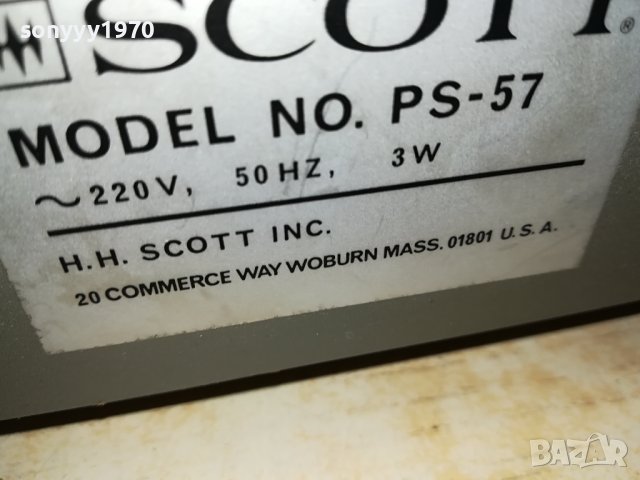 sonyyy1970
SCOTT®
MODEL NO. PS-57
~220V, 50HZ, 3W
H.H. SCOTT INC.
20 COMMERCE WAY WOBURN MASS. 01801 U.S.A.
BAZAR